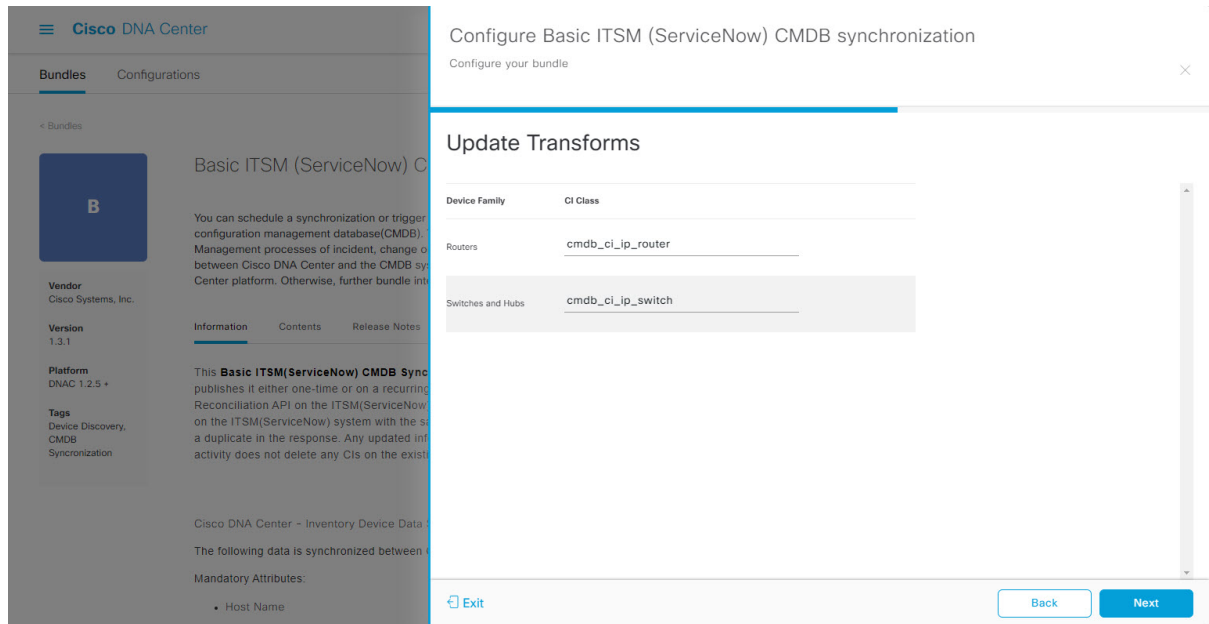 Cisco DNA Center
Bundles
Configurations
< Bundles
B
Vendor
Cisco Systems, Inc.
Version
1.3.1
Platform
DNAC 1.2.5 +
Tags
Device Discovery,
CMDB
Syncronization
Basic ITSM (ServiceNow) C
You can schedule a synchronization or trigger
configuration management database(CMDB).
Management processes of incident, change o
between Cisco DNA Center and the CMDB sy
Center platform. Otherwise, further bundle int
Information
Contents
Release Notes
This Basic ITSM(ServiceNow) CMDB Sync
publishes it either one-time or on a recurring
Reconciliation API on the ITSM(ServiceNow
on the ITSM(ServiceNow) system with the sa
a duplicate in the response. Any updated inf
activity does not delete any CIs on the existi
Cisco DNA Center - Inventory Device Data
The following data is synchronized between
Mandatory Attributes:
• Host Name
Configure Basic ITSM (ServiceNow) CMDB synchronization
Configure your bundle
Update Transforms
Device Family
CI Class
Routers
cmdb_ci_ip_router
Switches and Hubs
cmdb_ci_ip_switch
Exit
Back
Next